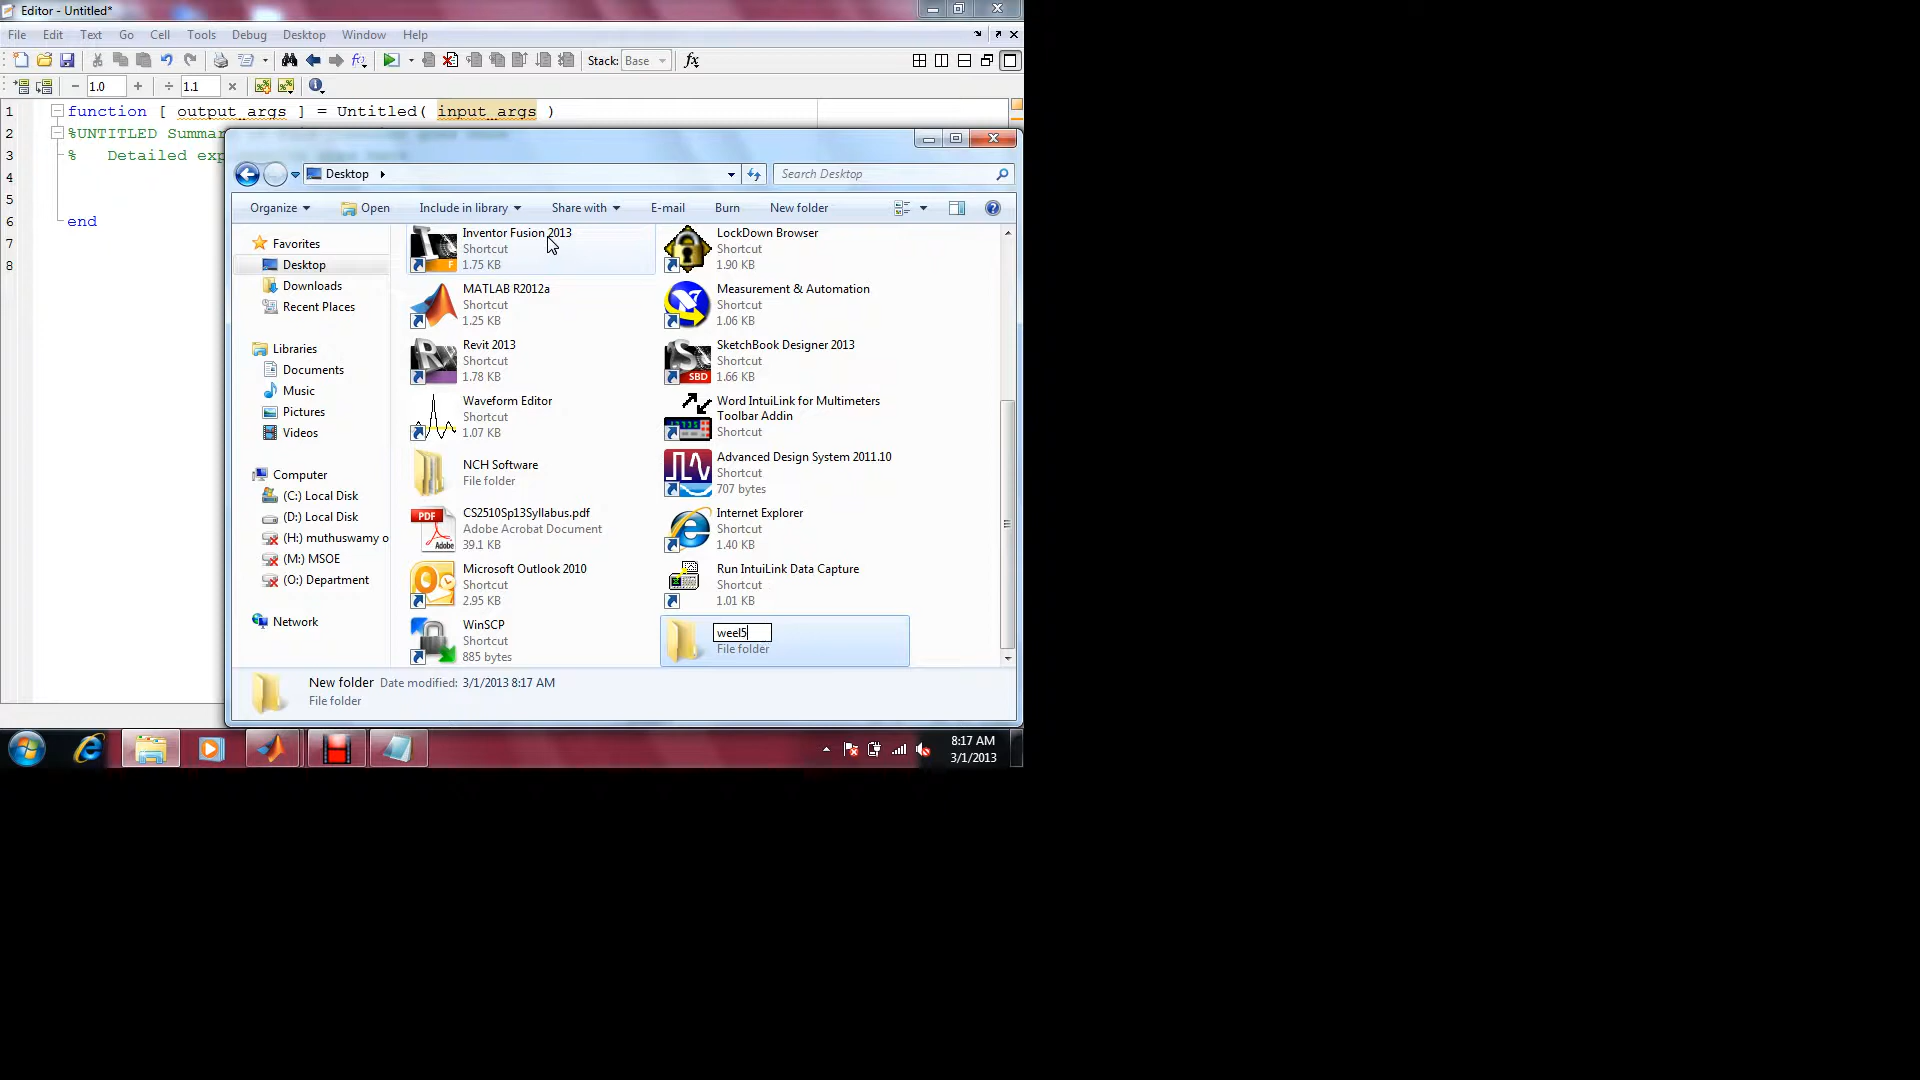 Editor - Untitled*
File Edit Text Go Cell Tools Debug Desktop Window Help
Stack: Base fx
− 1.0 + ÷ 1.1 ×
1 function [ output_args ] = Untitled( input_args )
2 %UNTITLED Summar
3 % Detailed exp
4
5
6 end
7
8
Desktop
Search Desktop
Organize Open Include in library Share with E-mail Burn New folder
Favorites
Desktop
Downloads
Recent Places
Libraries
Documents
Music
Pictures
Videos
Computer
(C:) Local Disk
(D:) Local Disk
(H:) muthuswamy o
(M:) MSOE
(O:) Department
Network
Inventor Fusion 2013
Shortcut
1.75 KB
LockDown Browser
Shortcut
1.90 KB
MATLAB R2012a
Shortcut
1.25 KB
Measurement & Automation
Shortcut
1.06 KB
Revit 2013
Shortcut
1.78 KB
SketchBook Designer 2013
Shortcut
1.66 KB
SBD
Waveform Editor
Shortcut
1.07 KB
Word IntuiLink for Multimeters
Toolbar Addin
Shortcut
NCH Software
File folder
Advanced Design System 2011.10
Shortcut
707 bytes
PDF
Adobe
CS2510Sp13Syllabus.pdf
Adobe Acrobat Document
39.1 KB
Internet Explorer
Shortcut
1.40 KB
Microsoft Outlook 2010
Shortcut
2.95 KB
Run IntuiLink Data Capture
Shortcut
1.01 KB
WinSCP
Shortcut
885 bytes
weel5
File folder
New folder Date modified: 3/1/2013 8:17 AM
File folder
8:17 AM
3/1/2013